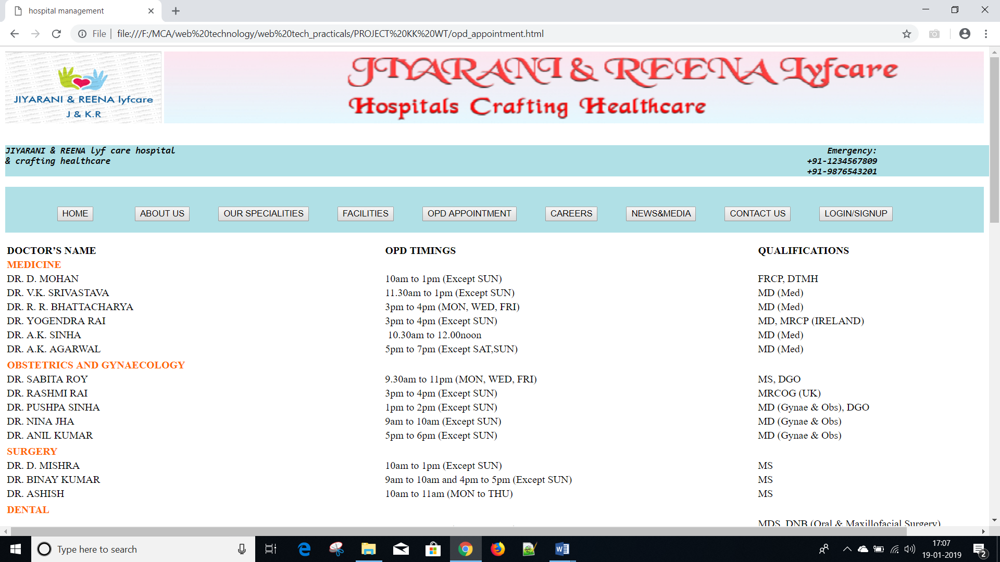 hospital management
File | file:///F:/MCA/web%20technology/web%20tech_practicals/PROJECT%20KK%20WT/opd_appointment.html
JIYARANI & REENA lyfcare
J & K.R
JIYARANI & REENA Lyfcare
Hospitals Crafting Healthcare
JIYARANI & REENA lyf care hospital
& crafting healthcare
Emergency:
+91-1234567809
+91-9876543201
HOME ABOUT US OUR SPECIALITIES FACILITIES OPD APPOINTMENT CAREERS NEWS&MEDIA CONTACT US LOGIN/SIGNUP
DOCTOR’S NAME OPD TIMINGS QUALIFICATIONS
MEDICINE
DR. D. MOHAN 10am to 1pm (Except SUN) FRCP, DTMH
DR. V.K. SRIVASTAVA 11.30am to 1pm (Except SUN) MD (Med)
DR. R. R. BHATTACHARYA 3pm to 4pm (MON, WED, FRI) MD (Med)
DR. YOGENDRA RAI 3pm to 4pm (Except SUN) MD, MRCP (IRELAND)
DR. A.K. SINHA 10.30am to 12.00noon MD (Med)
DR. A.K. AGARWAL 5pm to 7pm (Except SAT,SUN) MD (Med)
OBSTETRICS AND GYNAECOLOGY
DR. SABITA ROY 9.30am to 11pm (MON, WED, FRI) MS, DGO
DR. RASHMI RAI 3pm to 4pm (Except SUN) MRCOG (UK)
DR. PUSHPA SINHA 1pm to 2pm (Except SUN) MD (Gynae & Obs), DGO
DR. NINA JHA 9am to 10am (Except SUN) MD (Gynae & Obs)
DR. ANIL KUMAR 5pm to 6pm (Except SUN) MD (Gynae & Obs)
SURGERY
DR. D. MISHRA 10am to 1pm (Except SUN) MS
DR. BINAY KUMAR 9am to 10am and 4pm to 5pm (Except SUN) MS
DR. ASHISH 10am to 11am (MON to THU) MS
DENTAL
MDS, DNB (Oral & Maxillofacial Surgery)
Type here to search
17:07
19-01-2019
2